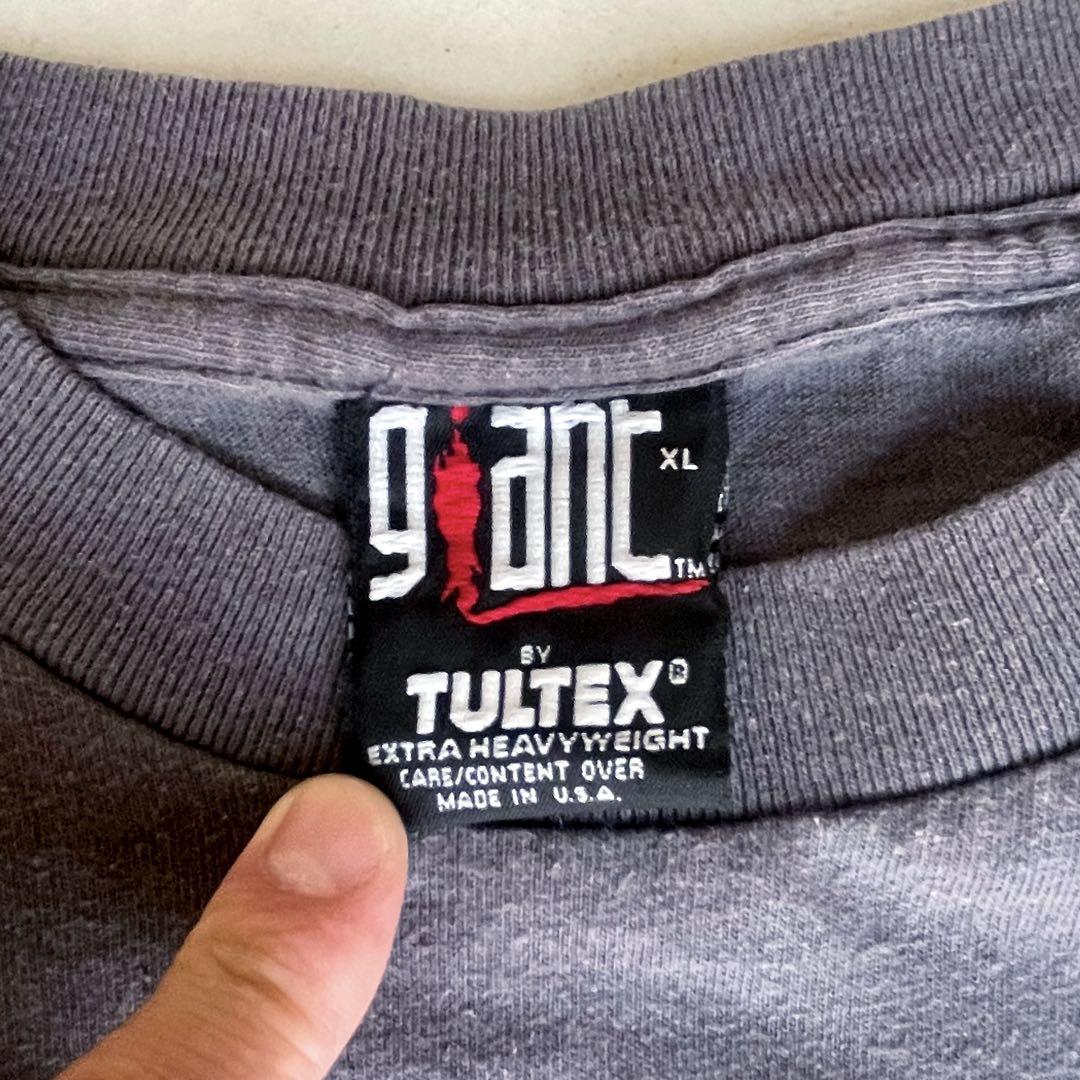 giant XL
TM
BY
TULTEX®
EXTRA HEAVYWEIGHT
CARE/CONTENT OVER
MADE IN U.S.A.